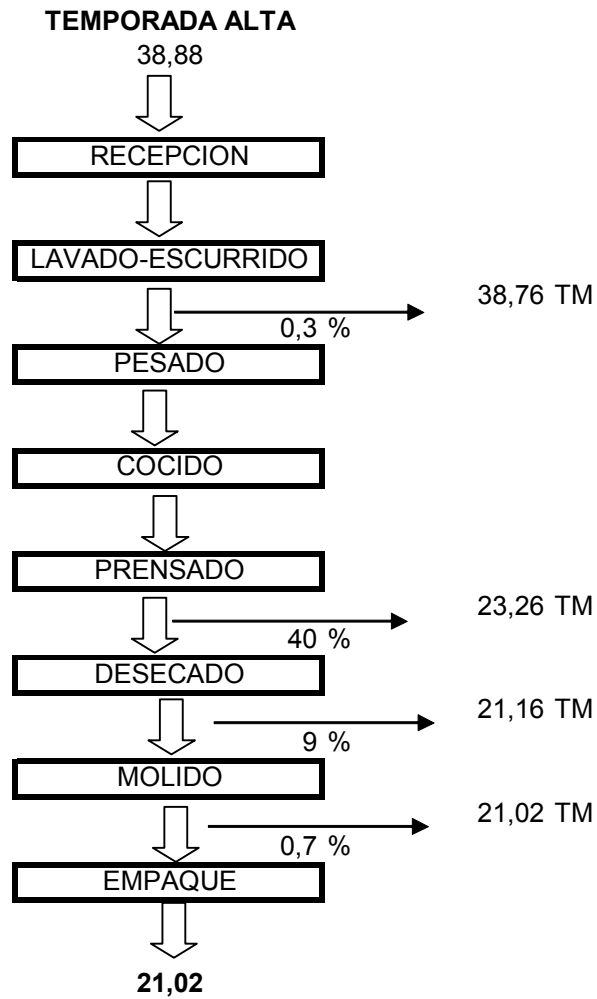 TEMPORADA ALTA
38,88
RECEPCION
LAVADO-ESCURRIDO
38,76 TM
0,3 %
PESADO
COCIDO
PRENSADO
23,26 TM
40 %
DESECADO
21,16 TM
9 %
MOLIDO
21,02 TM
0,7 %
EMPAQUE
21,02